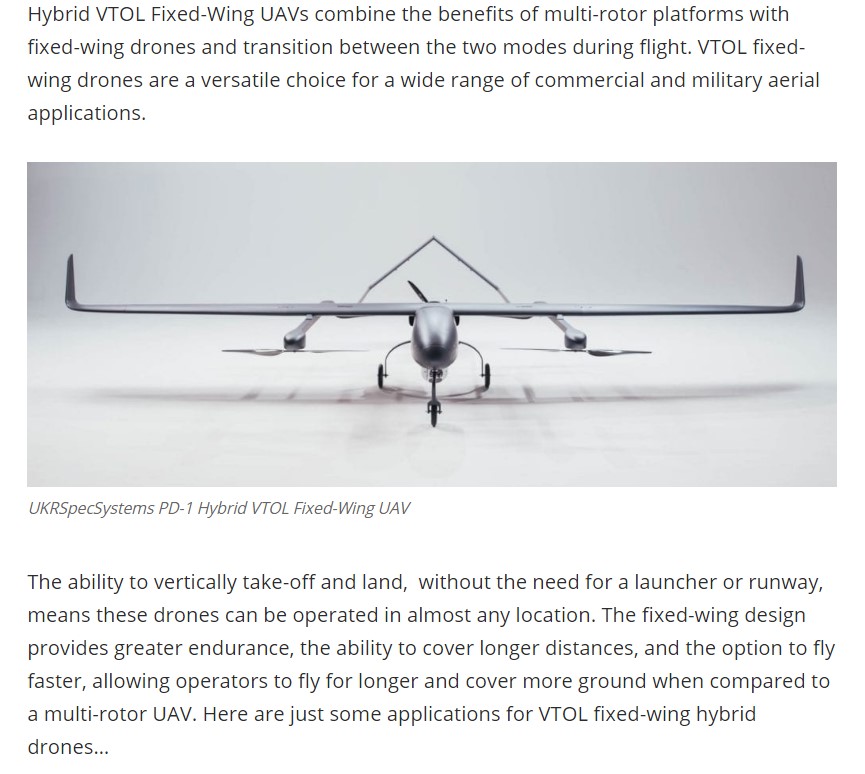 Hybrid VTOL Fixed-Wing UAVs combine the benefits of multi-rotor platforms with
fixed-wing drones and transition between the two modes during flight. VTOL fixed-
wing drones are a versatile choice for a wide range of commercial and military aerial
applications.
UKRSpecSystems PD-1 Hybrid VTOL Fixed-Wing UAV
The ability to vertically take-off and land,  without the need for a launcher or runway,
means these drones can be operated in almost any location. The fixed-wing design
provides greater endurance, the ability to cover longer distances, and the option to fly
faster, allowing operators to fly for longer and cover more ground when compared to
a multi-rotor UAV. Here are just some applications for VTOL fixed-wing hybrid
drones...